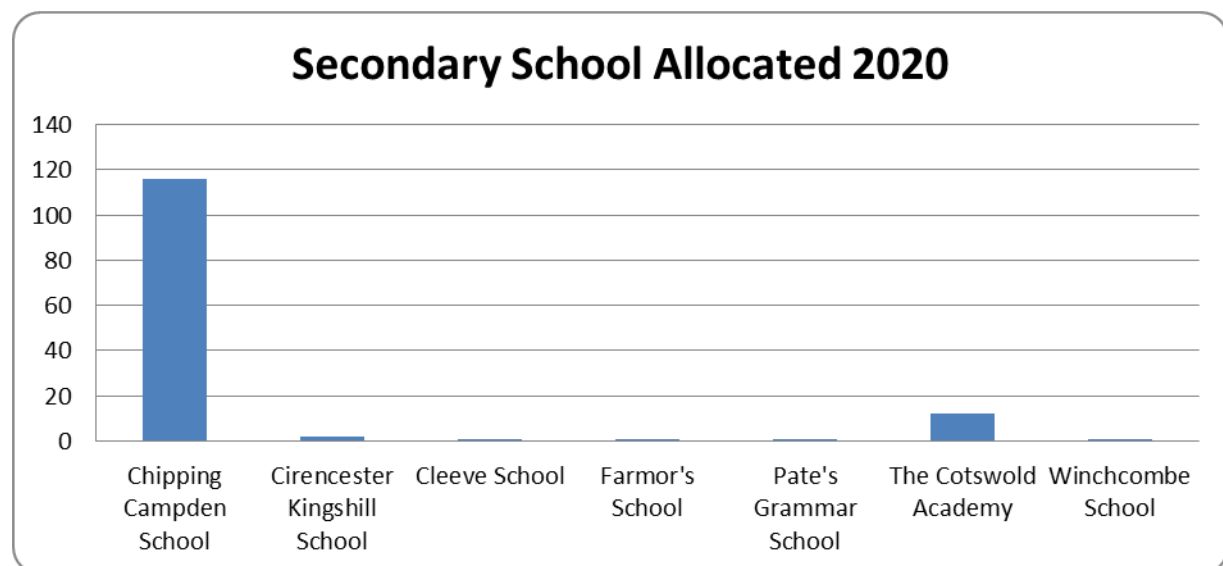 Secondary School Allocated 2020
140
120
100
80
60
40
20
0
Chipping Campden School
Cirencester Kingshill School
Cleeve School
Farmor's School
Pate's Grammar School
The Cotswold Academy
Winchcombe School